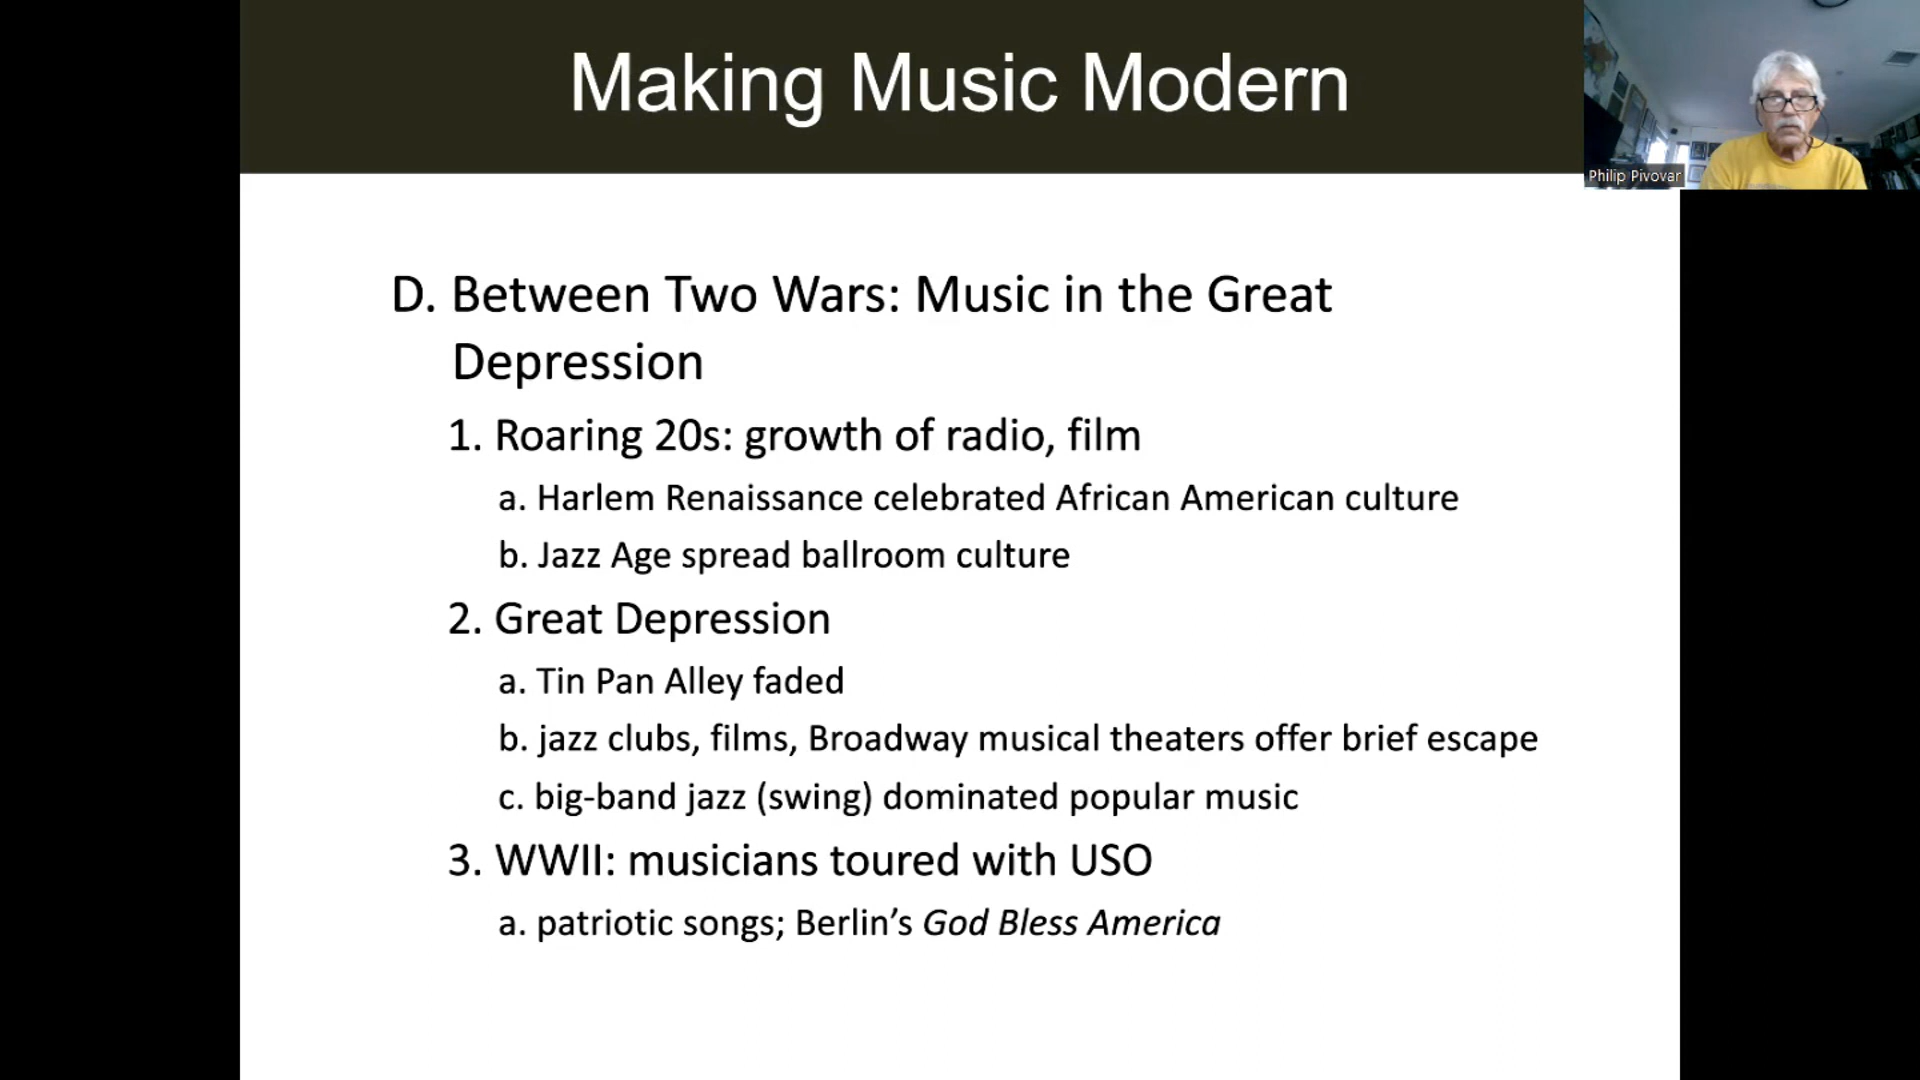 Making Music Modern
Philip Pivovar
D. Between Two Wars: Music in the Great
Depression
1. Roaring 20s: growth of radio, film
a. Harlem Renaissance celebrated African American culture
b. Jazz Age spread ballroom culture
2. Great Depression
a. Tin Pan Alley faded
b. jazz clubs, films, Broadway musical theaters offer brief escape
c. big-band jazz (swing) dominated popular music
3. WWII: musicians toured with USO
a. patriotic songs; Berlin’s God Bless America